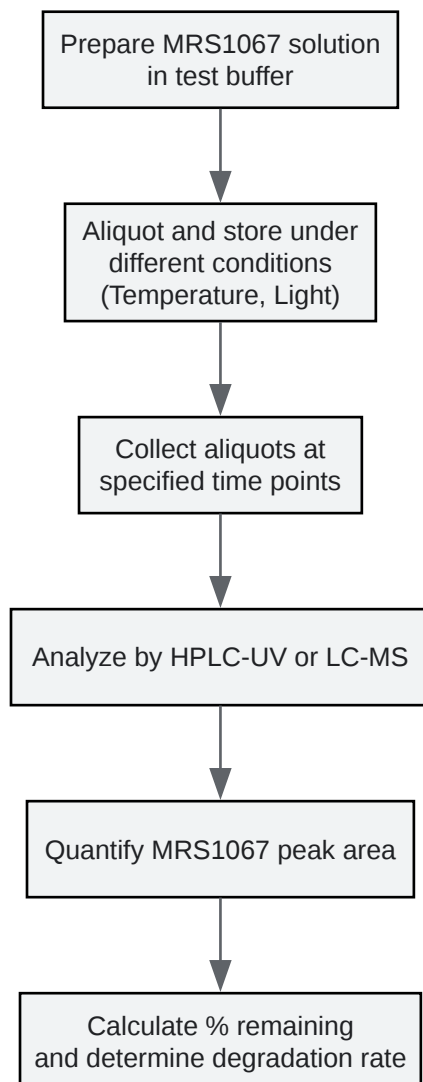 Prepare MRS1067 solution
in test buffer
Aliquot and store under
different conditions
(Temperature, Light)
Collect aliquots at
specified time points
Analyze by HPLC-UV or LC-MS
Quantify MRS1067 peak area
Calculate % remaining
and determine degradation rate